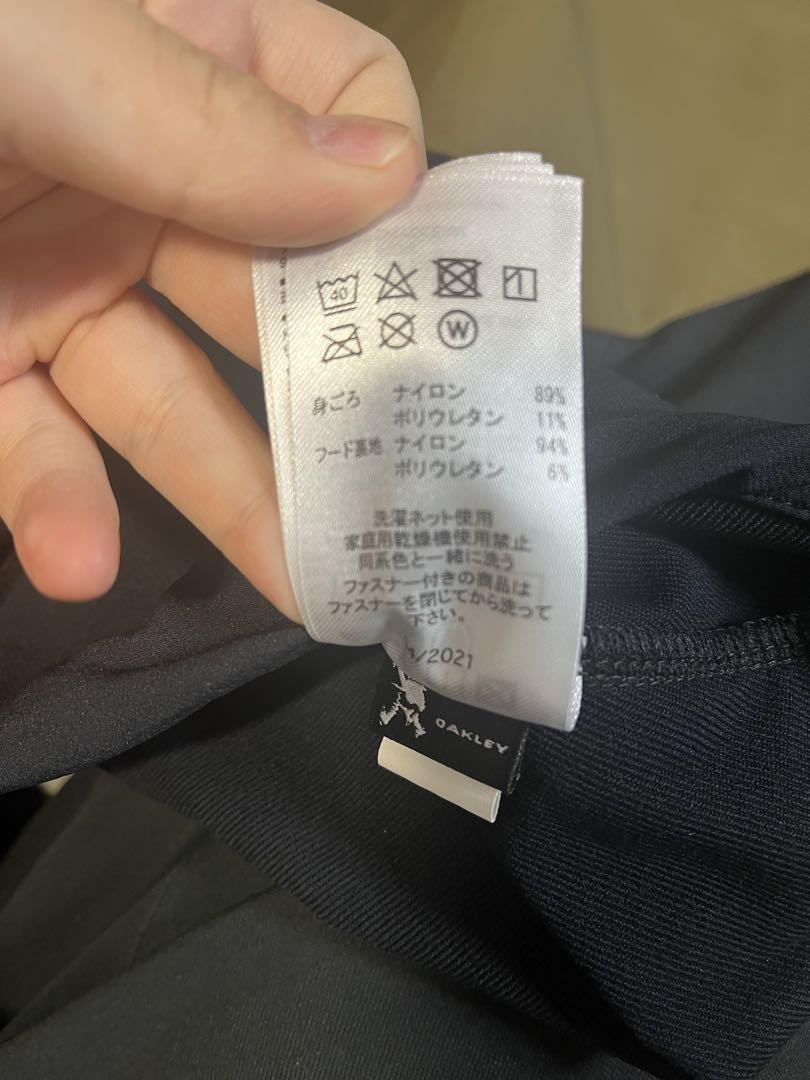 40
W
身ごろ ナイロン 89%
ポリウレタン 11%
フード裏地 ナイロン 94%
ポリウレタン 6%
洗濯ネット使用
家庭用乾燥機使用禁止
同系色と一緒に洗う
ファスナー付きの商品は
ファスナーを閉じてから洗って
下さい。
/2021
OAKLEY